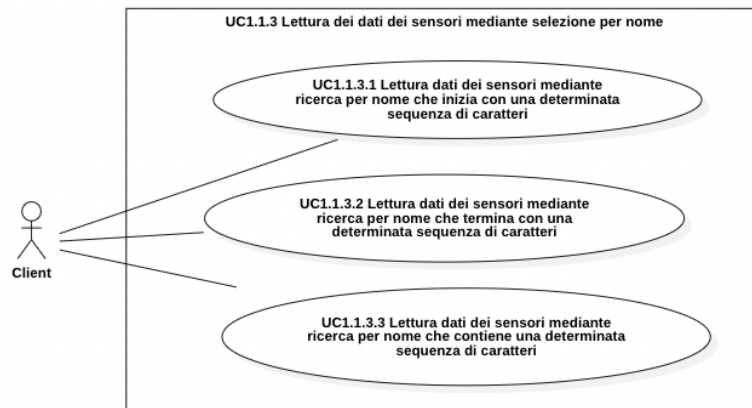 UC1.1.3 Lettura dei dati dei sensori mediante selezione per nome
UC1.1.3.1 Lettura dati dei sensori mediante
ricerca per nome che inizia con una determinata
sequenza di caratteri
UC1.1.3.2 Lettura dati dei sensori mediante
ricerca per nome che termina con una
determinata sequenza di caratteri
Client
UC1.1.3.3 Lettura dati dei sensori mediante
ricerca per nome che contiene una determinata
sequenza di caratteri